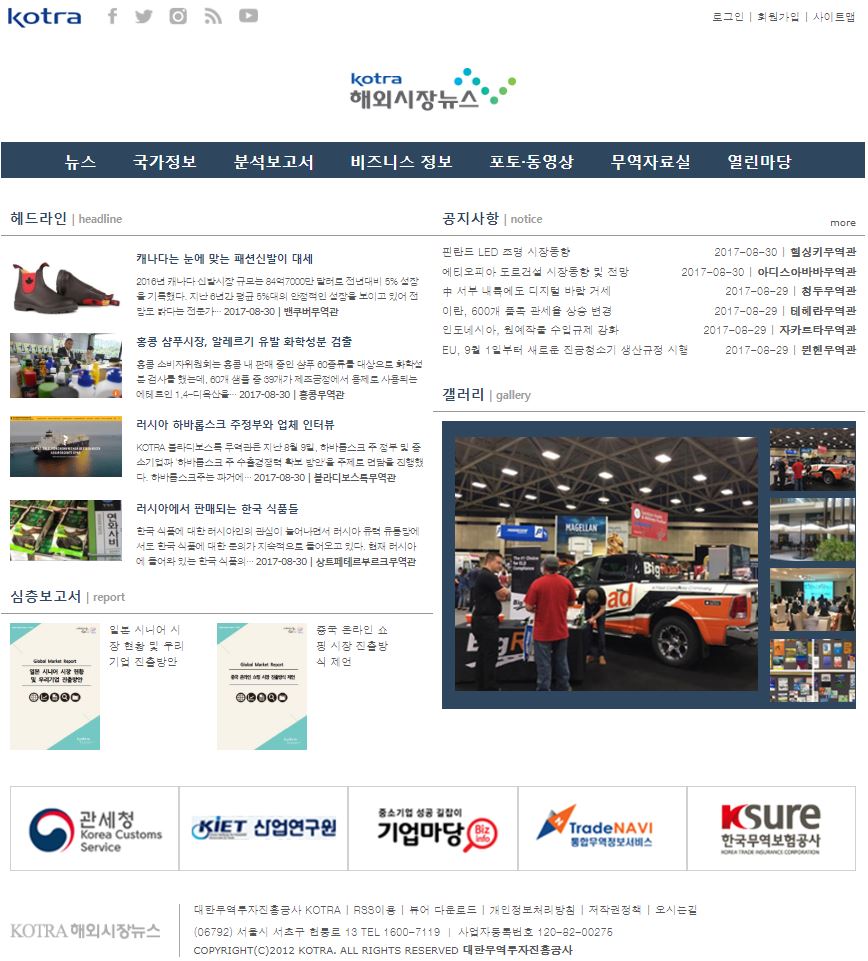 kotra
로그인 | 회원가입 | 사이트맵
kotra
해외시장뉴스
뉴스 국가정보 분석보고서 비즈니스 정보 포토·동영상 무역자료실 열린마당
헤드라인 | headline
캐나다는 눈에 맞는 패션신발이 대세
2016년 캐나다 신발시장 규모는 84억7000만 달러로 전년대비 5% 성장
을 기록했다. 지난 6년간 평균 5%대의 안정적인 성장을 보이고 있어 전
망도 밝다는 전문가··· 2017-08-30 | 밴쿠버무역관
홍콩 샴푸시장, 알레르기 유발 화학성분 검출
홍콩 소비자위원회는 홍콩 내 판매 중인 샴푸 60종류를 대상으로 화학성
분 검사를 했는데, 60개 샘플 중 39개가 제조공정에서 용제로 사용되는
에테르인 1,4-다옥산을··· 2017-08-30 | 홍콩무역관
러시아 하바롭스크 주정부와 업체 인터뷰
KOTRA 블라디보스톡 무역관은 지난 8월 9일, 하바롭스크 주 정부 및 중
소기업과 '하바롭스크 주 수출경쟁력 확보 방안'을 주제로 면담을 진행했
다. 하바롭스크주는 과거에··· 2017-08-30 | 블라디보스톡무역관
러시아에서 판매되는 한국 식품들
한국 식품에 대한 러시아인의 관심이 늘어나면서 러시아 유력 유통망에
서도 한국 식품에 대한 문의가 지속적으로 들어오고 있다. 현재 러시아
에 들어와 있는 한국 식품의··· 2017-08-30 | 상트페테르부르크무역관
심층보고서 | report
Global Market Report
일본 시니어 시장 현황
및 우리기업 진출방안
일본 시니어 시
장 현황 및 우리
기업 진출방안
Global Market Report
중국 온라인 쇼핑 시장 진출방식 제언
중국 온라인 쇼
핑 시장 진출방
식 제언
공지사항 | notice
more
핀란드 LED 조명 시장동향 2017-08-30 | 헬싱키무역관
에티오피아 도로건설 시장동향 및 전망 2017-08-30 | 아디스아바바무역관
中 서부 내륙에도 디지털 바람 거세 2017-08-29 | 청두무역관
이란, 600개 품목 관세율 상승 변경 2017-08-29 | 테헤란무역관
인도네시아, 원예작물 수입규제 강화 2017-08-29 | 자카르타무역관
EU, 9월 1일부터 새로운 진공청소기 생산규정 시행 2017-08-29 | 뮌헨무역관
갤러리 | gallery
MAGELLAN
BigR
ad
BigR
관세청
Korea Customs
Service
KIET 산업연구원
중소기업 성공 길잡이
기업마당 Biz info
TradeNAVI
통합무역정보서비스
Ksure
한국무역보험공사
KOREA TRADE INSURANCE CORPORATION
KOTRA 해외시장뉴스
대한무역투자진흥공사 KOTRA | RSS이용 | 뷰어 다운로드 | 개인정보처리방침 | 저작권정책 | 오시는길
(06792) 서울시 서초구 헌릉로 13 TEL 1600-7119 | 사업자등록번호 120-82-00275
COPYRIGHT(C)2012 KOTRA. ALL RIGHTS RESERVED 대한무역투자진흥공사